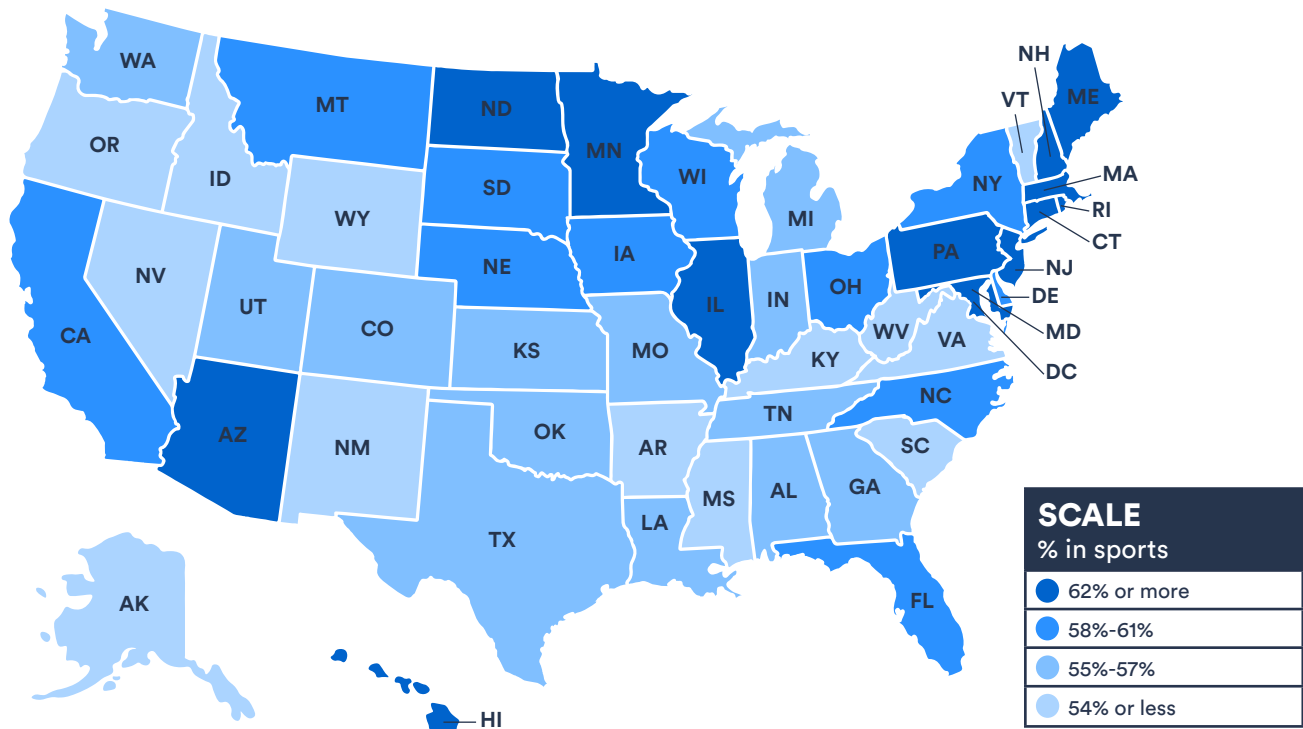 NH
WA
ME
VT
MT
ND
OR
MN
MA
ID
WI
SD
NY
RI
WY
MI
CT
PA
IA
NJ
NV
NE
OH
DE
IN
UT
IL
CO
WV
MD
CA
VA
KS
MO
KY
DC
NC
TN
OK
AZ
SC
NM
AR
GA
MS
AL
LA
SCALE
TX
% in sports
62% or more
AK
FL
58%-61%
55%-57%
54% or less
HI